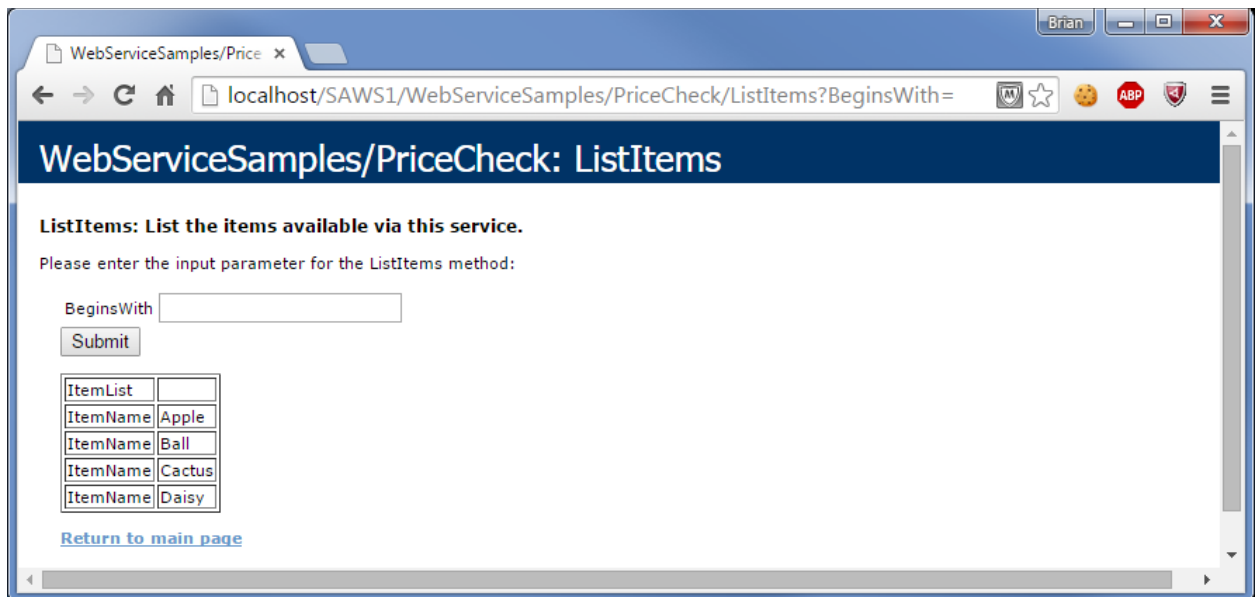 Brian
WebServiceSamples/Price
localhost/SAWS1/WebServiceSamples/PriceCheck/ListItems?BeginsWith=
ABP
WebServiceSamples/PriceCheck: ListItems
ListItems: List the items available via this service.
Please enter the input parameter for the ListItems method:
BeginsWith
Submit
ItemList
ItemName Apple
ItemName Ball
ItemName Cactus
ItemName Daisy
Return to main page